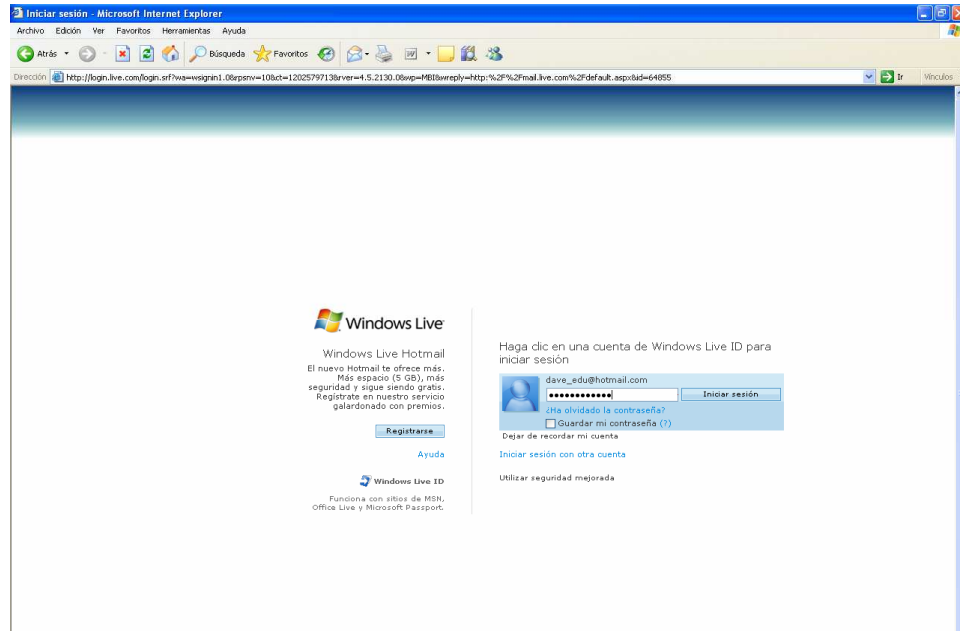 Iniciar sesión - Microsoft Internet Explorer
Archivo Edición Ver Favoritos Herramientas Ayuda
Atrás Búsqueda Favoritos
Dirección http://login.live.com/login.srf?wa=wsignin1.0&rpsnv=10&ct=1202579713&rver=4.5.2130.0&wp=MBI&wreply=http:%2F%2Fmail.live.com%2Fdefault.aspx&id=64855 Ir Vínculos
Windows Live
Windows Live Hotmail
El nuevo Hotmail te ofrece más.
Más espacio (5 GB), más
seguridad y sigue siendo gratis.
Regístrate en nuestro servicio
galardonado con premios.
Registrarse
Ayuda
Windows Live ID
Funciona con sitios de MSN,
Office Live y Microsoft Passport.
Haga clic en una cuenta de Windows Live ID para
iniciar sesión
dave_edu@hotmail.com
●●●●●●●●●●●● Iniciar sesión
¿Ha olvidado la contraseña?
Guardar mi contraseña (?)
Dejar de recordar mi cuenta
Iniciar sesión con otra cuenta
Utilizar seguridad mejorada